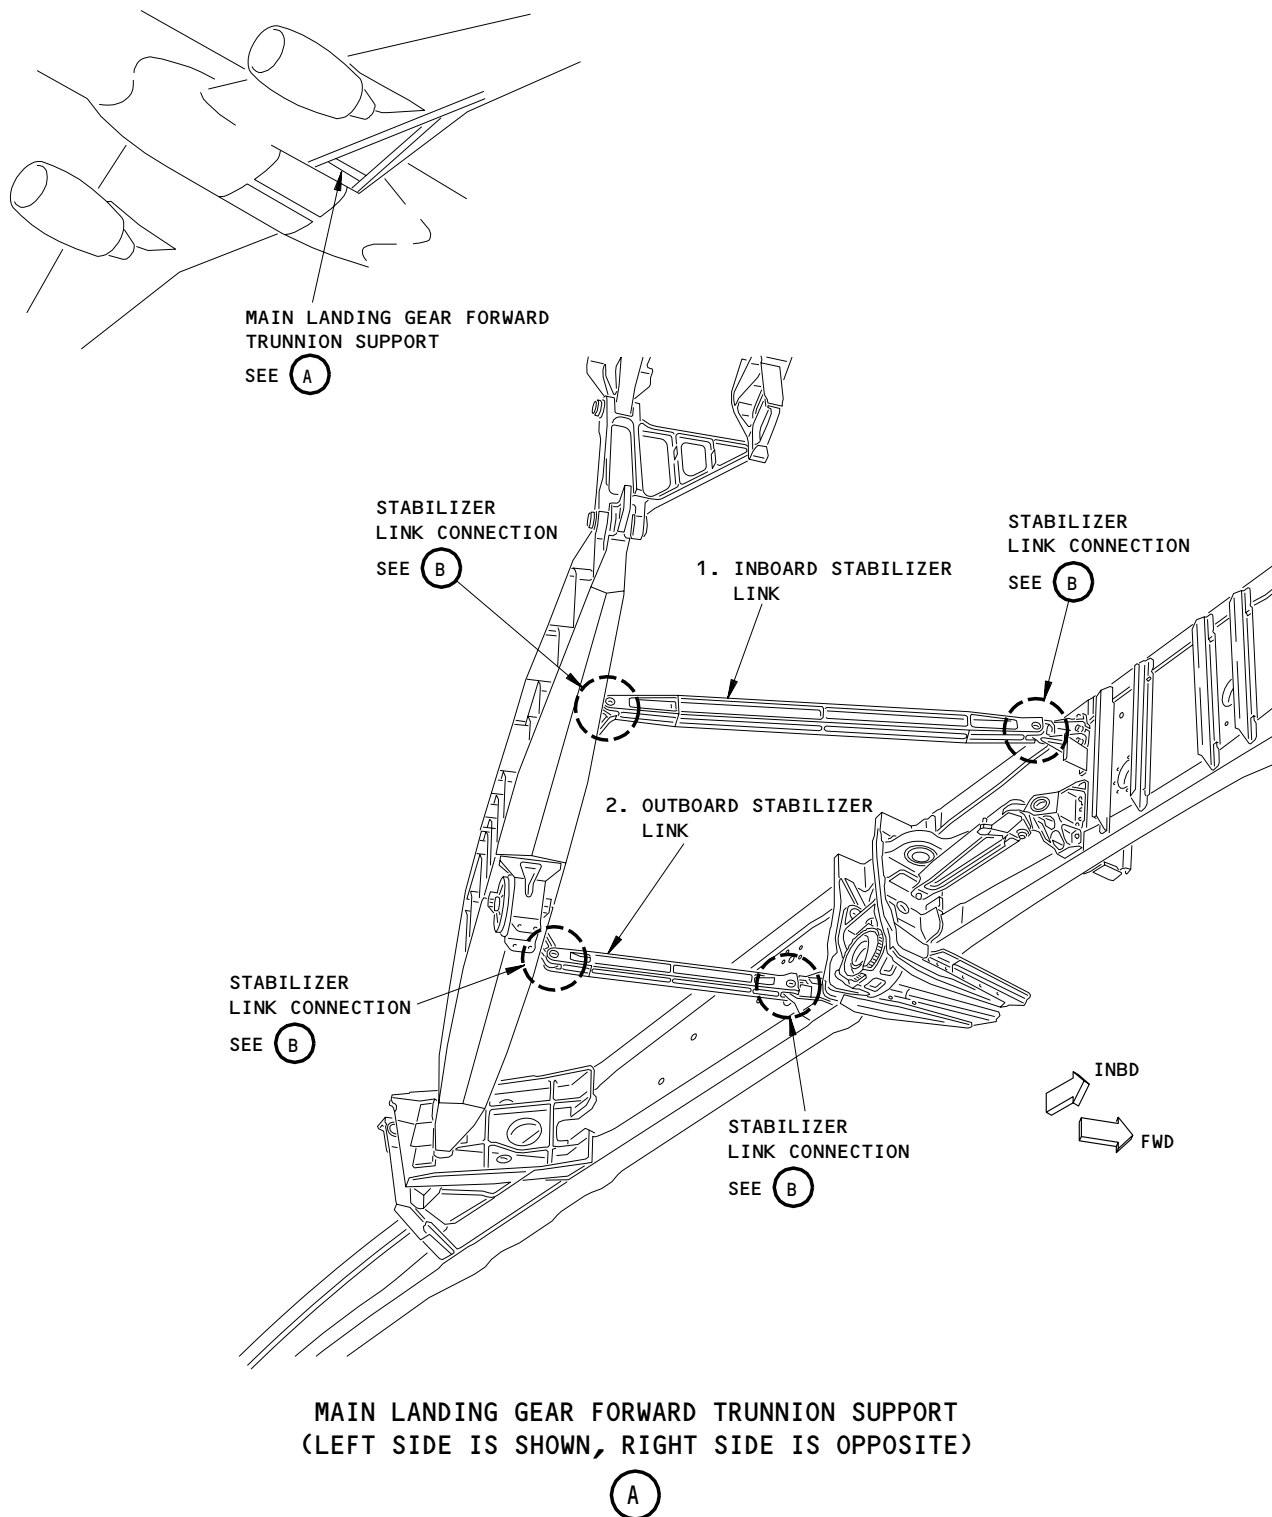 MAIN LANDING GEAR FORWARD
TRUNNION SUPPORT
SEE A
STABILIZER
LINK CONNECTION
SEE B
STABILIZER
LINK CONNECTION
SEE B
1. INBOARD STABILIZER
LINK
2. OUTBOARD STABILIZER
LINK
STABILIZER
LINK CONNECTION
SEE B
INBD
FWD
STABILIZER
LINK CONNECTION
SEE B
MAIN LANDING GEAR FORWARD TRUNNION SUPPORT
(LEFT SIDE IS SHOWN, RIGHT SIDE IS OPPOSITE)
A